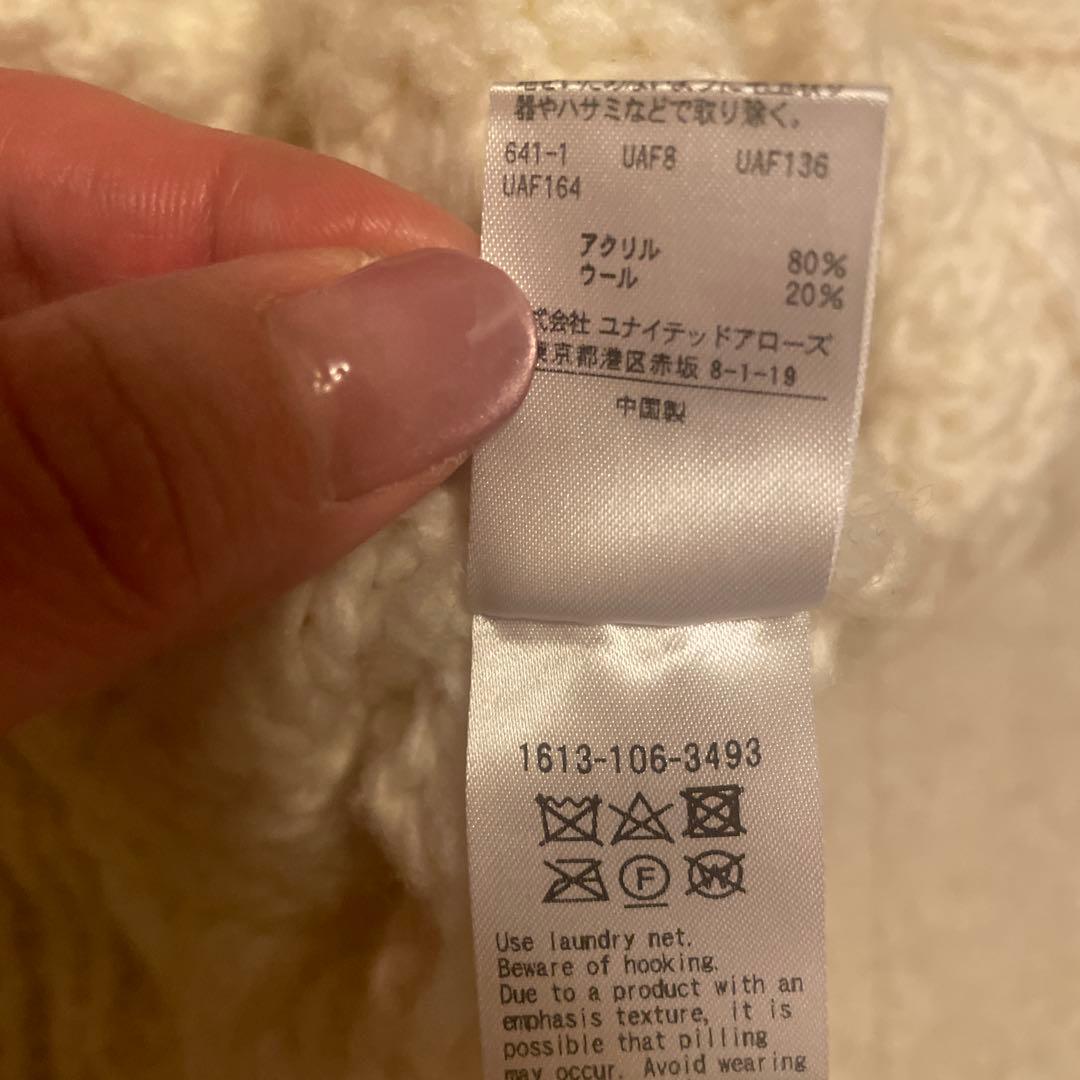 器やハサミなどで取り除く。
641-1 UAF8 UAF136
UAF164
アクリル 80%
ウール 20%
式会社 ユナイテッドアローズ
東京都港区赤坂 8-1-19
中国製
1613-106-3493
F
W
Use laundry net.
Beware of hooking.
Due to a product with an
emphasis texture, it is
possible that pilling
may occur. Avoid wearing